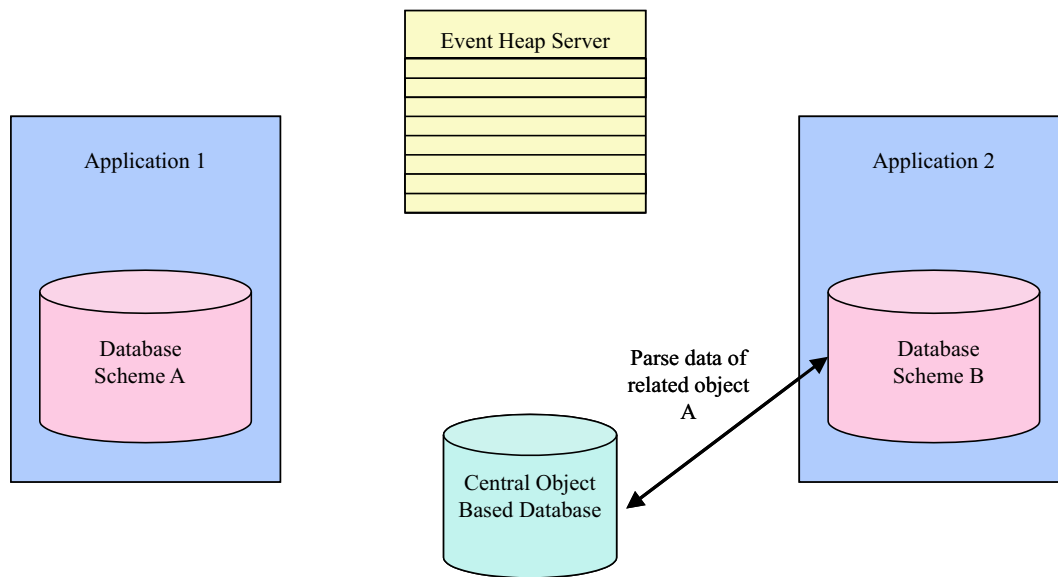 Event Heap Server
Application 1
Application 2
Database
Scheme A
Database
Scheme B
Parse data of
related object
A
Central Object
Based Database